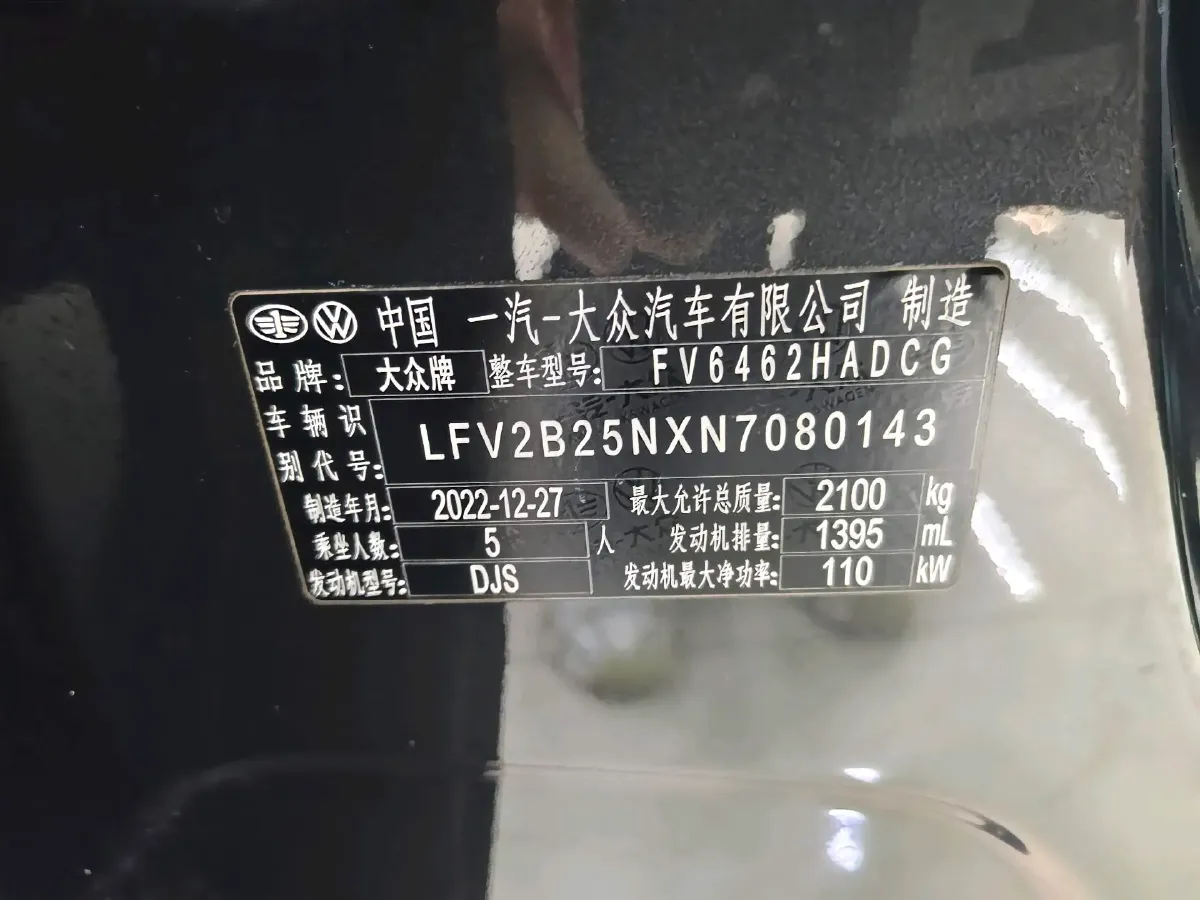 中国 一汽-大众汽车有限公司 制造
品牌: 大众牌 整车型号: FV6462HADCG
车辆识别代号: LFV2B25NXN7080143
制造年月: 2022-12-27 最大允许总质量: 2100 kg
乘坐人数: 5 人 发动机排量: 1395 mL
发动机型号: DJS 发动机最大净功率: 110 kW